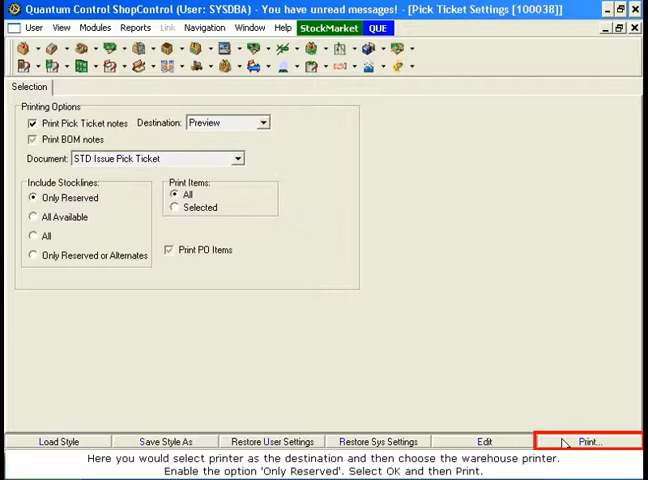 Quantum Control ShopControl (User: SYSDBA) - You have unread messages! - [Pick Ticket Settings [100038]]
User View Modules Reports Link Navigation Window Help StockMarket QUE
Selection
Printing Options
Print Pick Ticket notes Destination: Preview
Print BOM notes
Document: STD Issue Pick Ticket
Include Stocklines: Print Items:
Only Reserved All
All Available Selected
All
Only Reserved or Alternates Print PO Items
Load Style Save Style As Restore User Settings Restore Sys Settings Edit Print...
Here you would select printer as the destination and then choose the warehouse printer.
Enable the option 'Only Reserved'. Select OK and then Print.